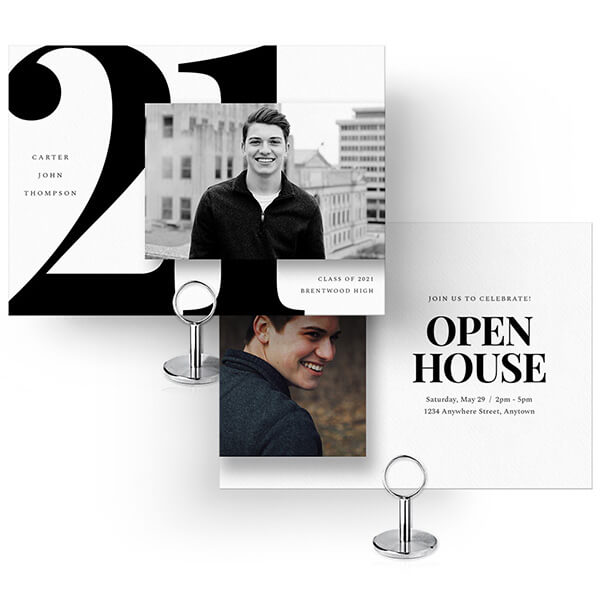 21
CARTER
JOHN
THOMPSON
CLASS OF 2021
BRENTWOOD HIGH
JOIN US TO CELEBRATE!
OPEN
HOUSE
Saturday, May 29 / 2pm - 5pm
1234 Anywhere Street, Anytown